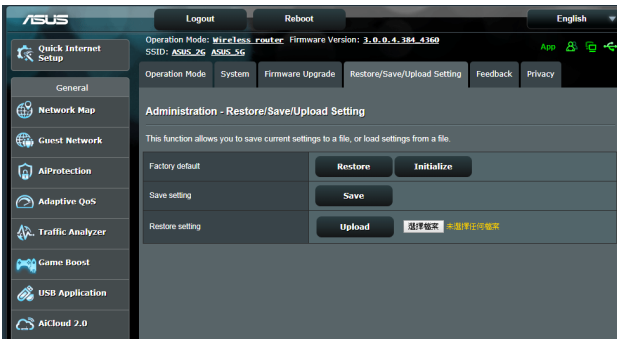 ASUS Logout Reboot English
Operation Mode: Wireless router Firmware Version: 3.0.0.4.384_4360
SSID: ASUS_2G ASUS_5G
App
Quick Internet Setup
General
Network Map
Guest Network
AiProtection
Adaptive QoS
Traffic Analyzer
Game Boost
USB Application
AiCloud 2.0
Operation Mode System Firmware Upgrade Restore/Save/Upload Setting Feedback Privacy
Administration - Restore/Save/Upload Setting
This function allows you to save current settings to a file, or load settings from a file.
Factory default Restore Initialize
Save setting Save
Restore setting Upload 選擇檔案 未選擇任何檔案